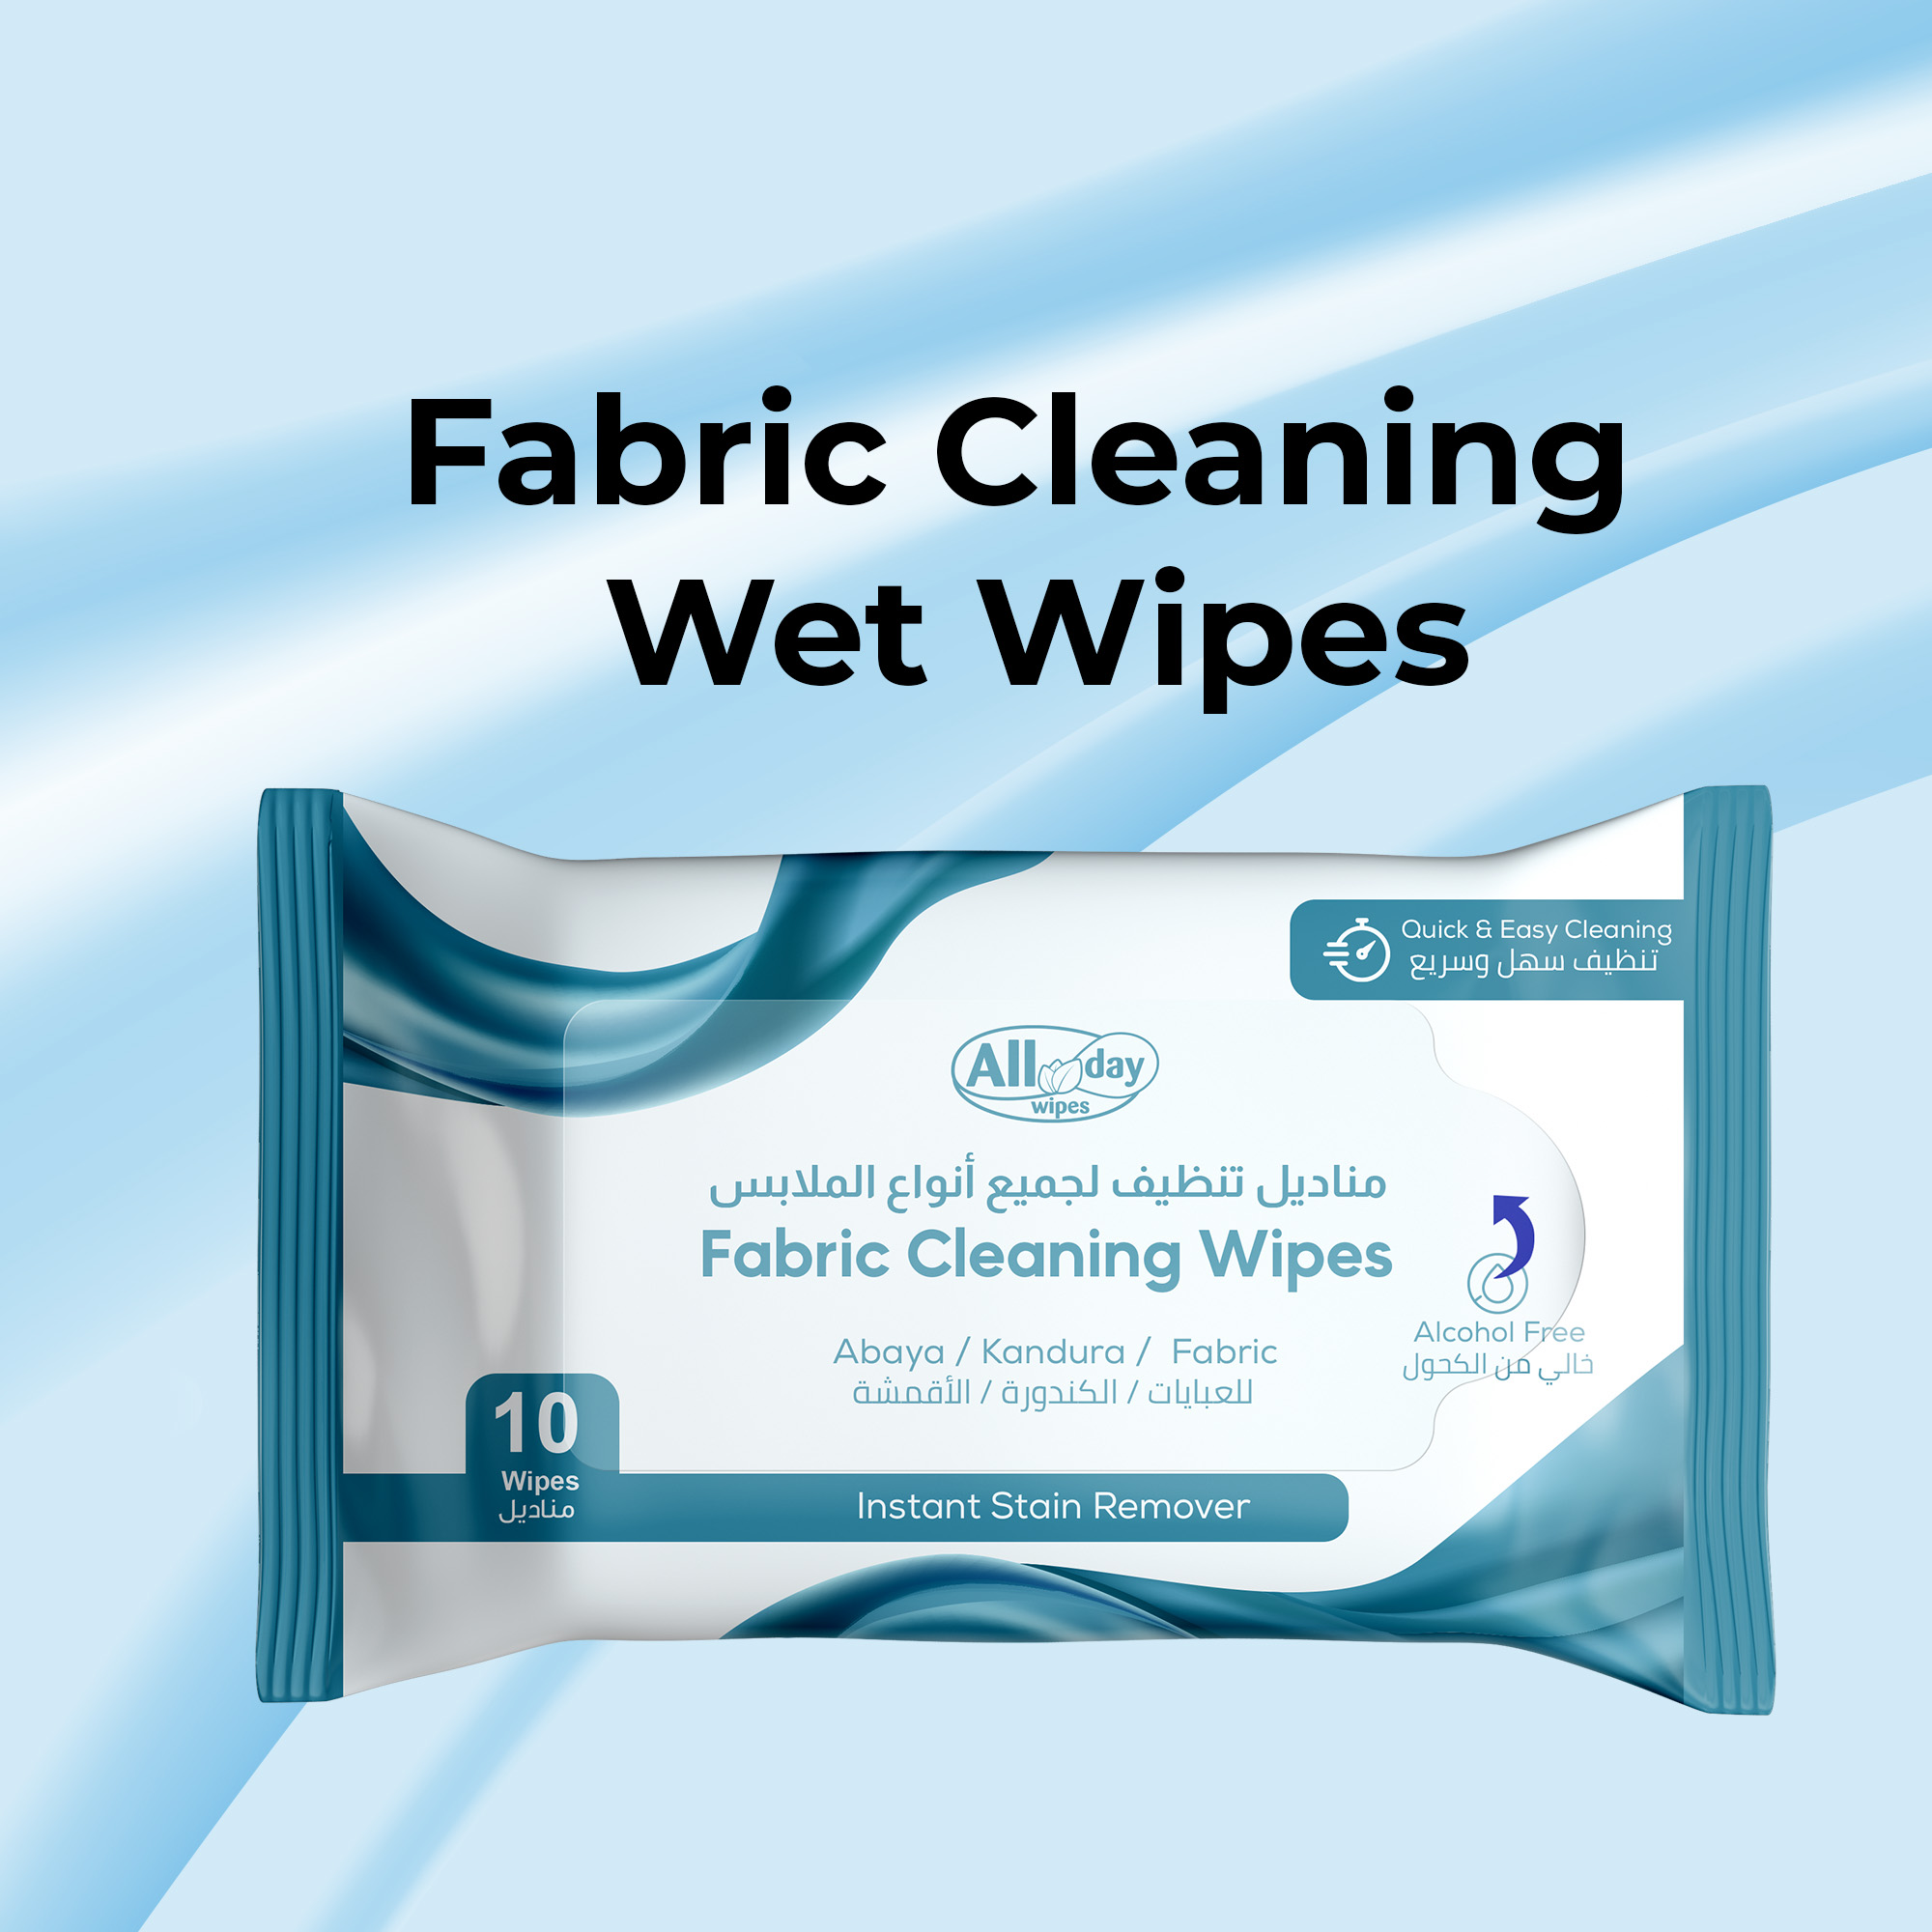 Fabric Cleaning
Wet Wipes
Quick & Easy Cleaning
تنظيف سهل وسريع
All day
wipes
مناديل تنظيف لجميع أنواع الملابس
Fabric Cleaning Wipes
Abaya / Kandura / Fabric
للعبايات / الكندورة / الأقمشة
Alcohol Free
خالي من الكحول
10
Wipes
مناديل
Instant Stain Remover